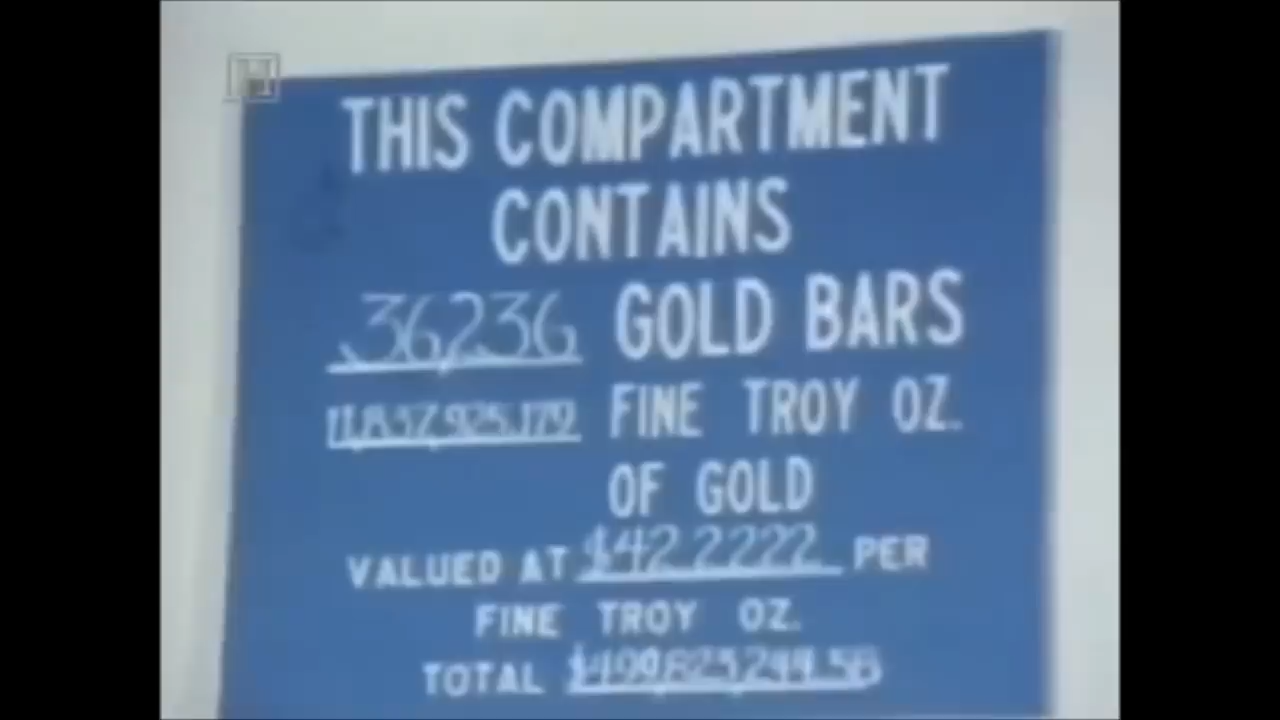 H
THIS COMPARTMENT
CONTAINS
36,236 GOLD BARS
11,837,925.179 FINE TROY OZ.
OF GOLD
VALUED AT $42.2222 PER
FINE TROY OZ.
TOTAL